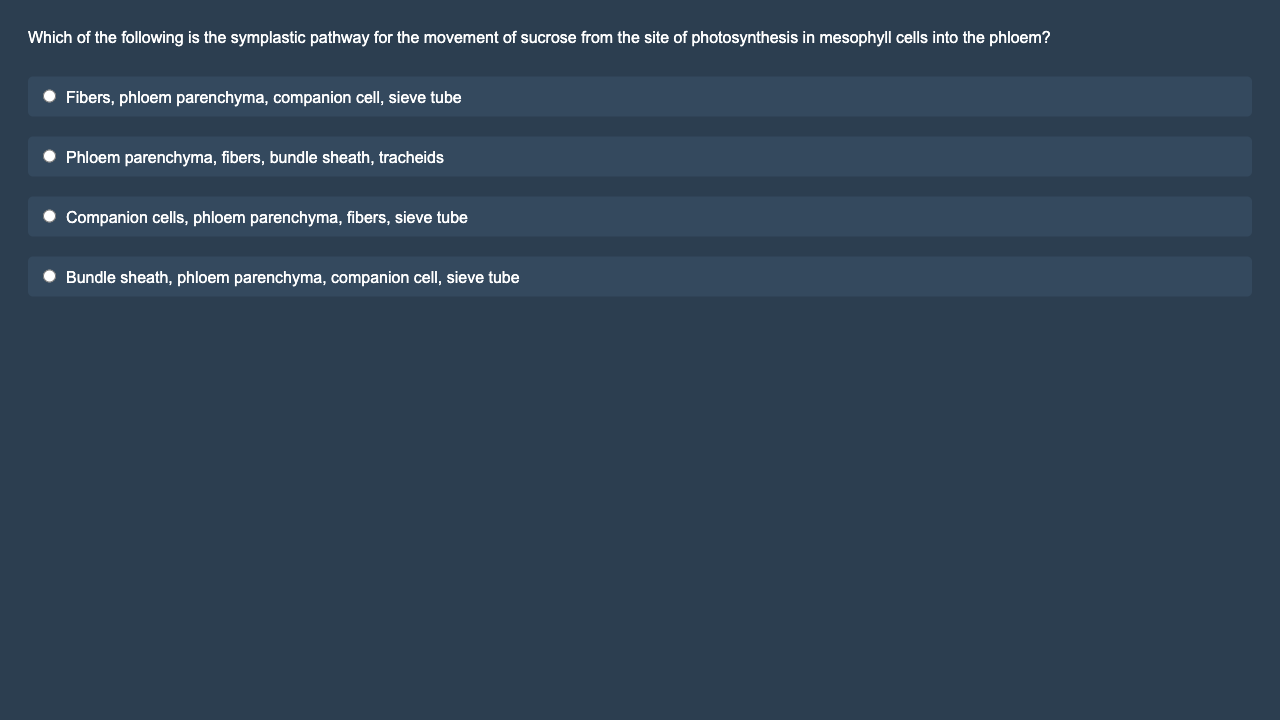 Which of the following is the symplastic pathway for the movement of sucrose from the site of photosynthesis in mesophyll cells into the phloem?
Fibers, phloem parenchyma, companion cell, sieve tube
Phloem parenchyma, fibers, bundle sheath, tracheids
Companion cells, phloem parenchyma, fibers, sieve tube
Bundle sheath, phloem parenchyma, companion cell, sieve tube